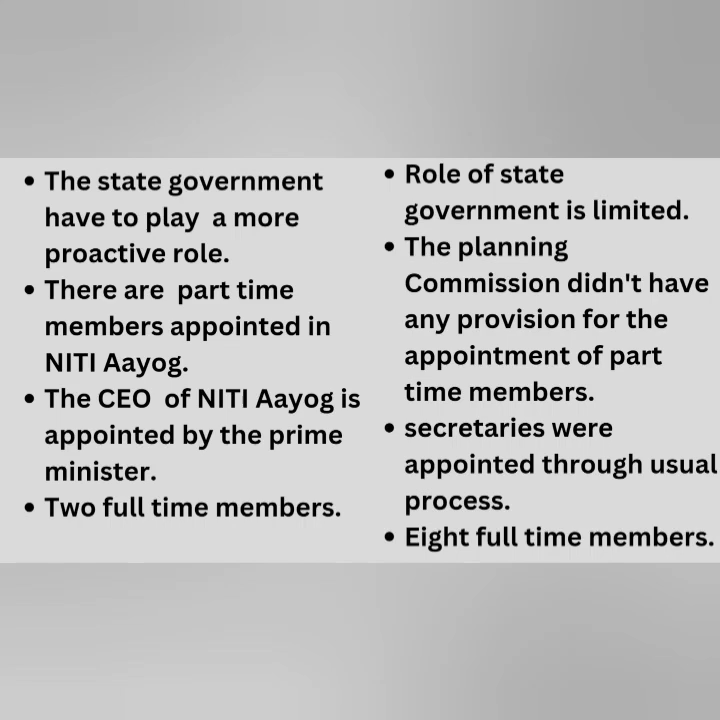 • The state government
have to play  a more
proactive role.
• There are  part time
members appointed in
NITI Aayog.
• The CEO  of NITI Aayog is
appointed by the prime
minister.
• Two full time members.
• Role of state
government is limited.
• The planning
Commission didn't have
any provision for the
appointment of part
time members.
• secretaries were
appointed through usual
process.
• Eight full time members.